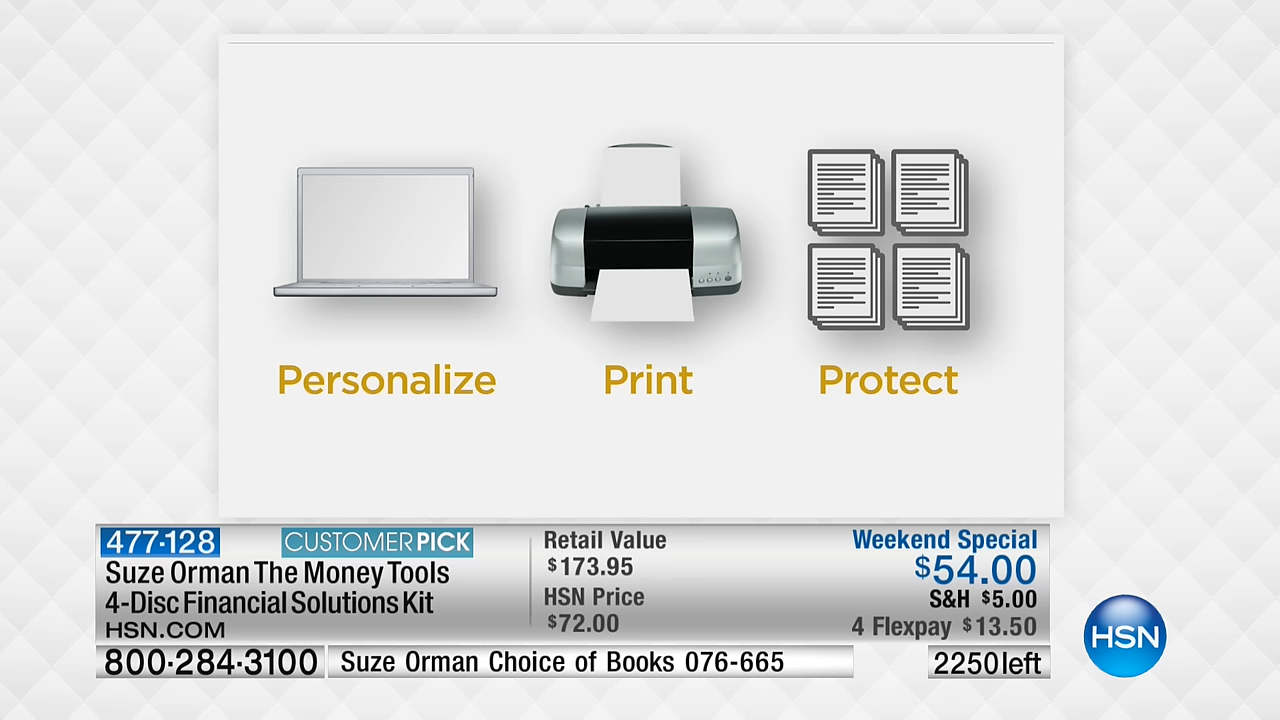 Personalize
Print
Protect
477-128
CUSTOMERPICK
Suze Orman The Money Tools
4-Disc Financial Solutions Kit
HSN.COM
Retail Value
$173.95
HSN Price
$72.00
Weekend Special
$54.00
S&H $5.00
4 Flexpay $13.50
HSN
800-284-3100
Suze Orman Choice of Books 076-665
2250left